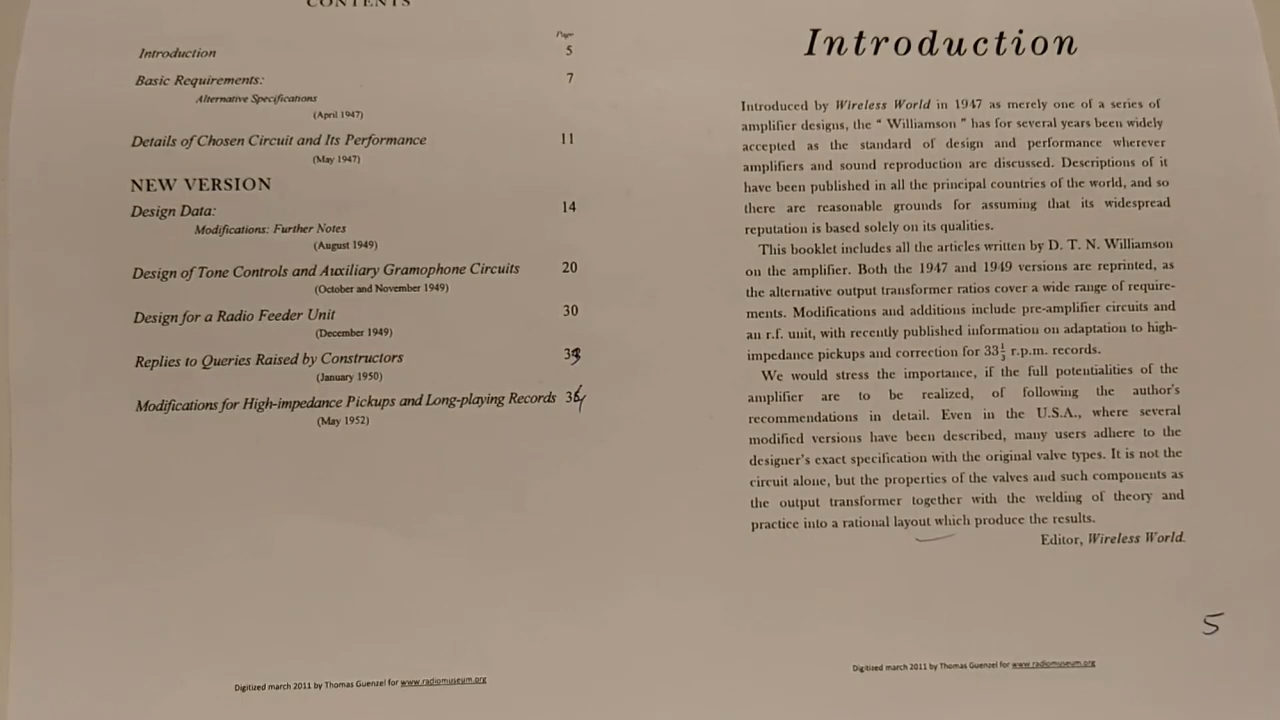 CONTENTS
Page
Introduction 5
Basic Requirements: 7
Alternative Specifications
(April 1947)
Details of Chosen Circuit and Its Performance 11
(May 1947)
NEW VERSION
Design Data: 14
Modifications: Further Notes
(August 1949)
Design of Tone Controls and Auxiliary Gramophone Circuits 20
(October and November 1949)
Design for a Radio Feeder Unit 30
(December 1949)
Replies to Queries Raised by Constructors
(January 1950)
Modifications for High-impedance Pickups and Long-playing Records
(May 1952)
Digitized march 2011 by Thomas Guenzel for www.radiomuseum.org
Introduction
Introduced by Wireless World in 1947 as merely one of a series of
amplifier designs, the “ Williamson ” has for several years been widely
accepted as the standard of design and performance wherever
amplifiers and sound reproduction are discussed. Descriptions of it
have been published in all the principal countries of the world, and so
there are reasonable grounds for assuming that its widespread
reputation is based solely on its qualities.
This booklet includes all the articles written by D. T. N. Williamson
on the amplifier. Both the 1947 and 1949 versions are reprinted, as
the alternative output transformer ratios cover a wide range of require-
ments. Modifications and additions include pre-amplifier circuits and
an r.f. unit, with recently published information on adaptation to high-
impedance pickups and correction for 33⅓ r.p.m. records.
We would stress the importance, if the full potentialities of the
amplifier are to be realized, of following the author's
recommendations in detail. Even in the U.S.A., where several
modified versions have been described, many users adhere to the
designer's exact specification with the original valve types. It is not the
circuit alone, but the properties of the valves and such components as
the output transformer together with the welding of theory and
practice into a rational layout which produce the results.
Editor, Wireless World.
5
Digitized march 2011 by Thomas Guenzel for www.radiomuseum.org